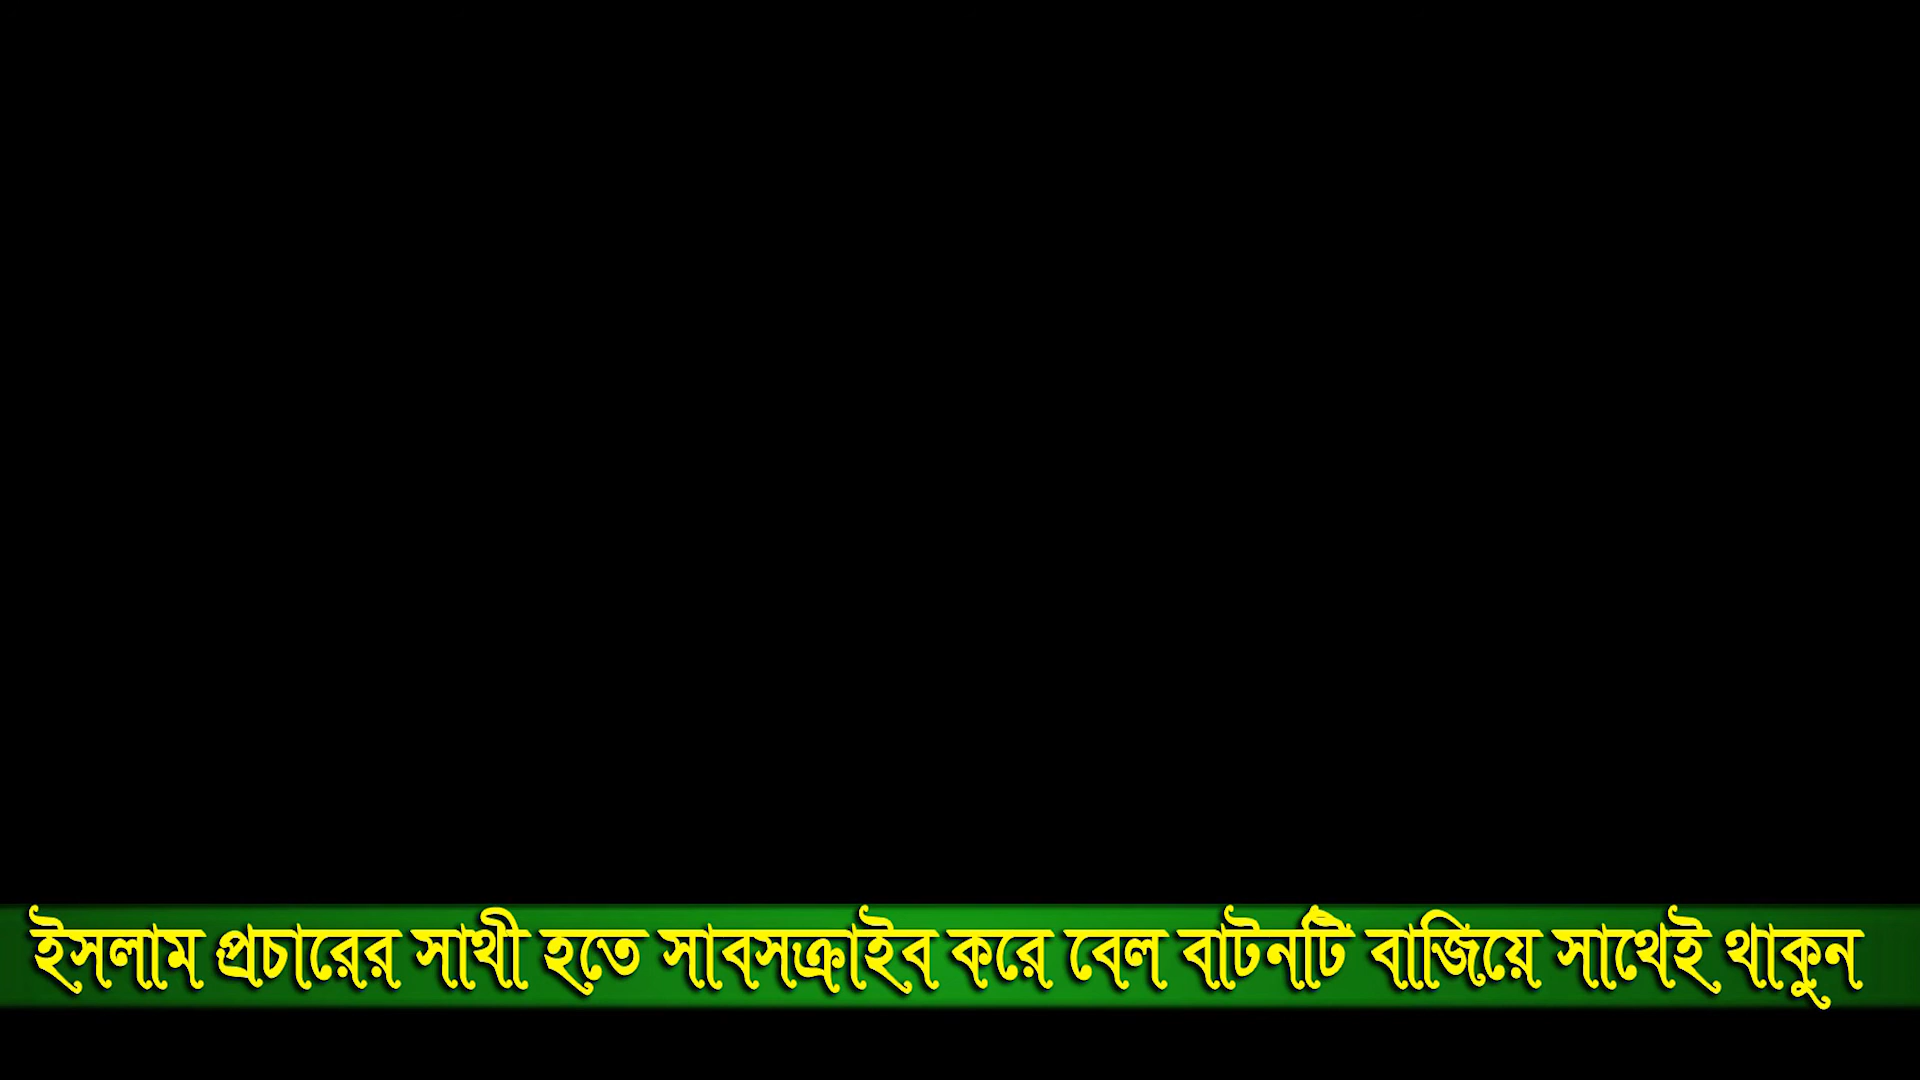 ইসলাম প্রচারের সাথী হতে সাবসক্রাইব করে বেল বাটনটি বাজিয়ে সাথেই থাকুন